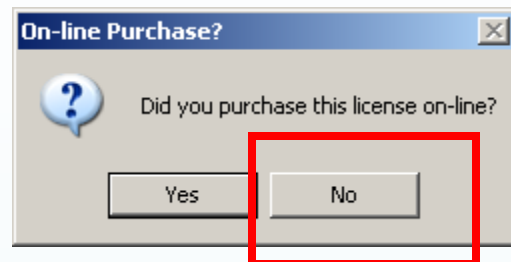 On-line Purchase?
Did you purchase this license on-line?
Yes No